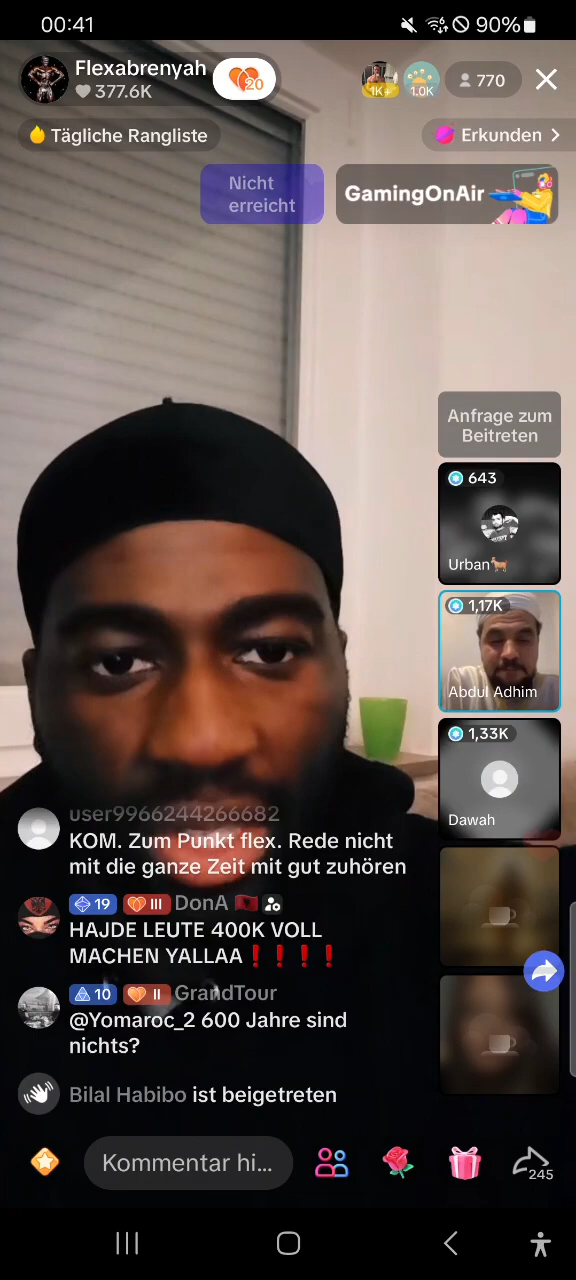 00:41
90%
Flexabrenyah
377.6K
20
1K+
1.0K
770
Tägliche Rangliste
Erkunden
Nicht
erreicht
GamingOnAir
Anfrage zum
Beitreten
643
Urban
1,17K
Abdul Adhim
1,33K
Dawah
user9966244266682
KOM. Zum Punkt flex. Rede nicht
mit die ganze Zeit mit gut zuhören
19 III DonA
HAJDE LEUTE 400K VOLL
MACHEN YALLAA❗❗❗❗
10 II GrandTour
@Yomaroc_2 600 Jahre sind
nichts?
Bilal Habibo ist beigetreten
Kommentar hi...
245